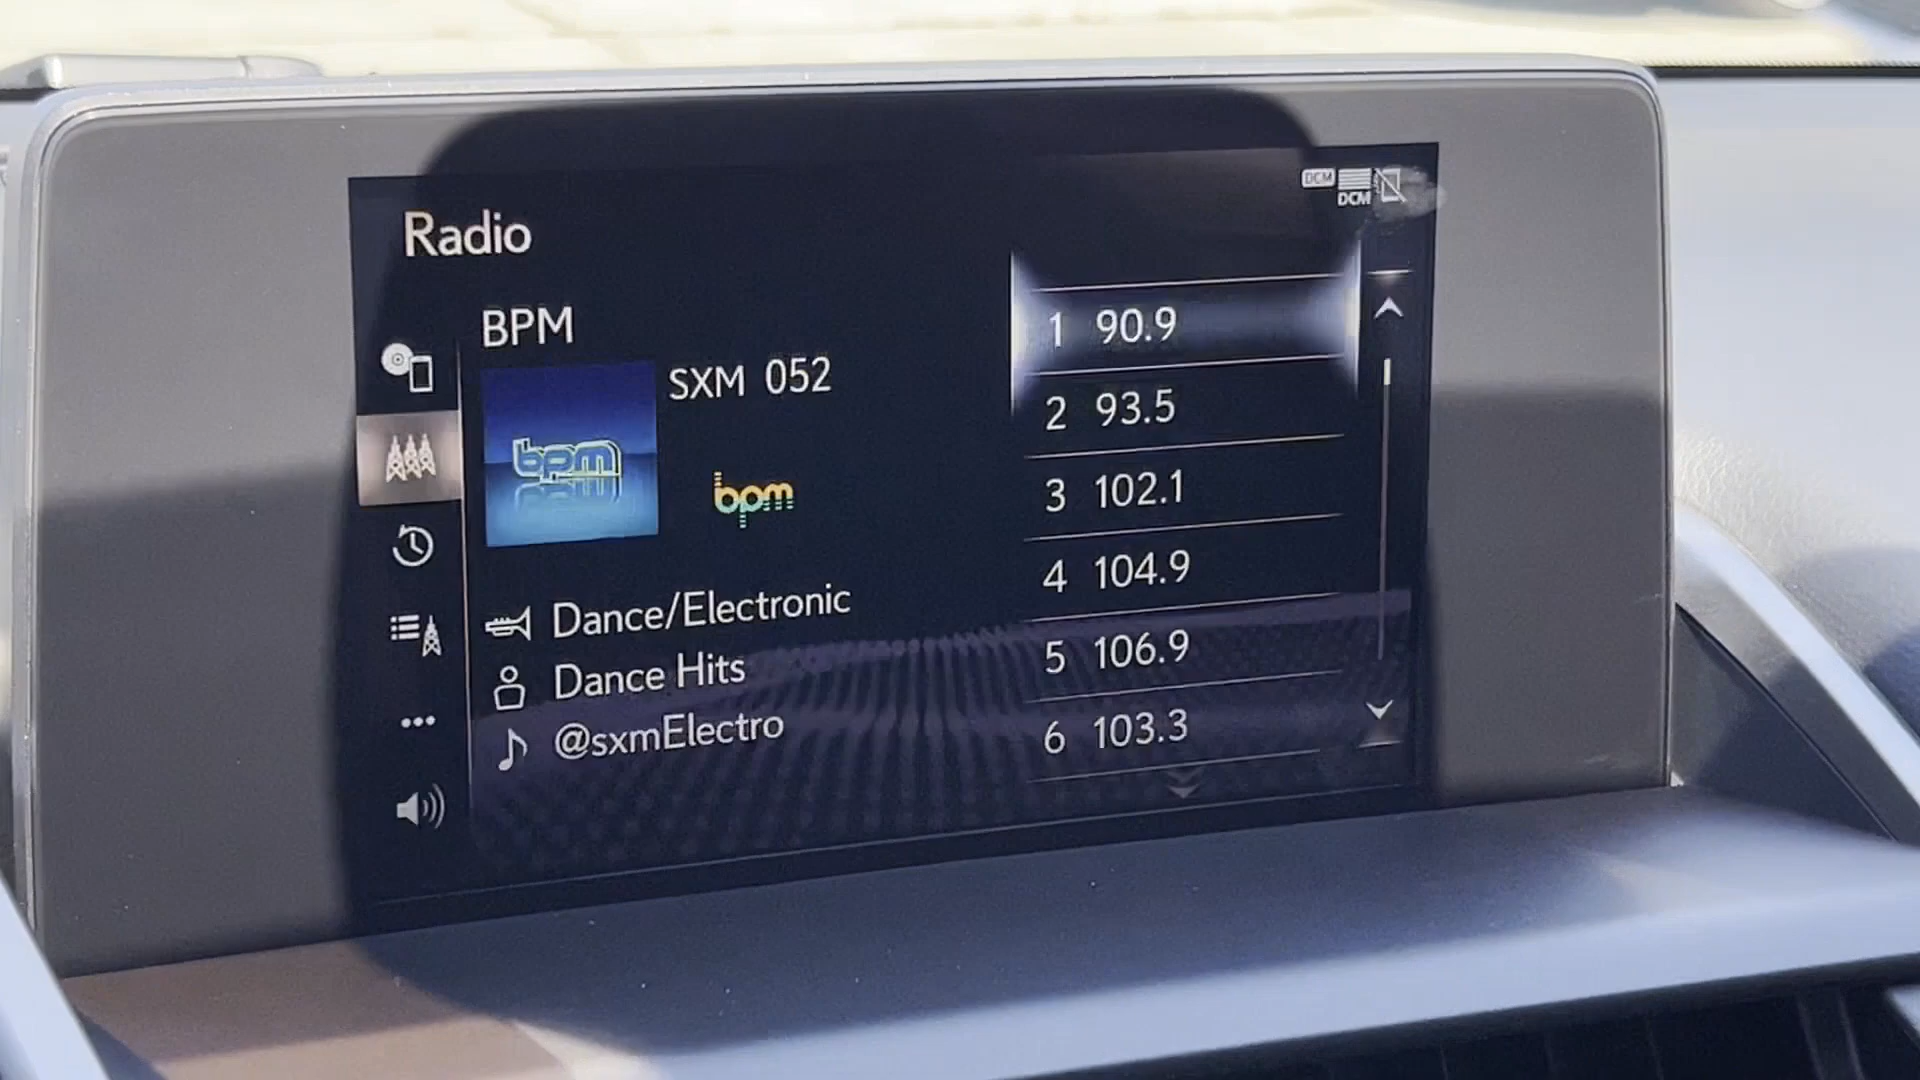 DCM
DCM
Radio
BPM
SXM 052
bpm
bpm
Dance/Electronic
Dance Hits
@sxmElectro
1 90.9
2 93.5
3 102.1
4 104.9
5 106.9
6 103.3